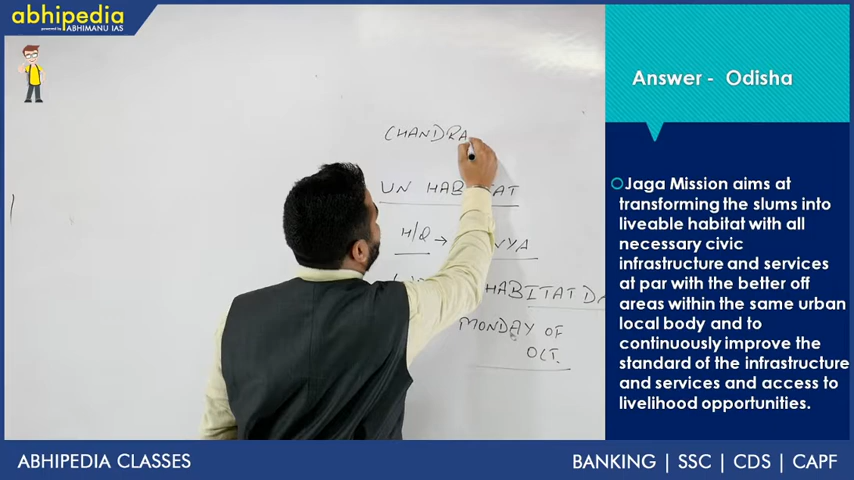 abhipedia
powered by ABHIMANU IAS
CHANDRA
UN HABITAT
H/Q →
HABITAT
MONDAY OF
OCT.
Answer - Odisha
Jaga Mission aims at
transforming the slums into
liveable habitat with all
necessary civic
infrastructure and services
at par with the better off
areas within the same urban
local body and to
continuously improve the
standard of the infrastructure
and services and access to
livelihood opportunities.
ABHIPEDIA CLASSES
BANKING | SSC | CDS | CAPF